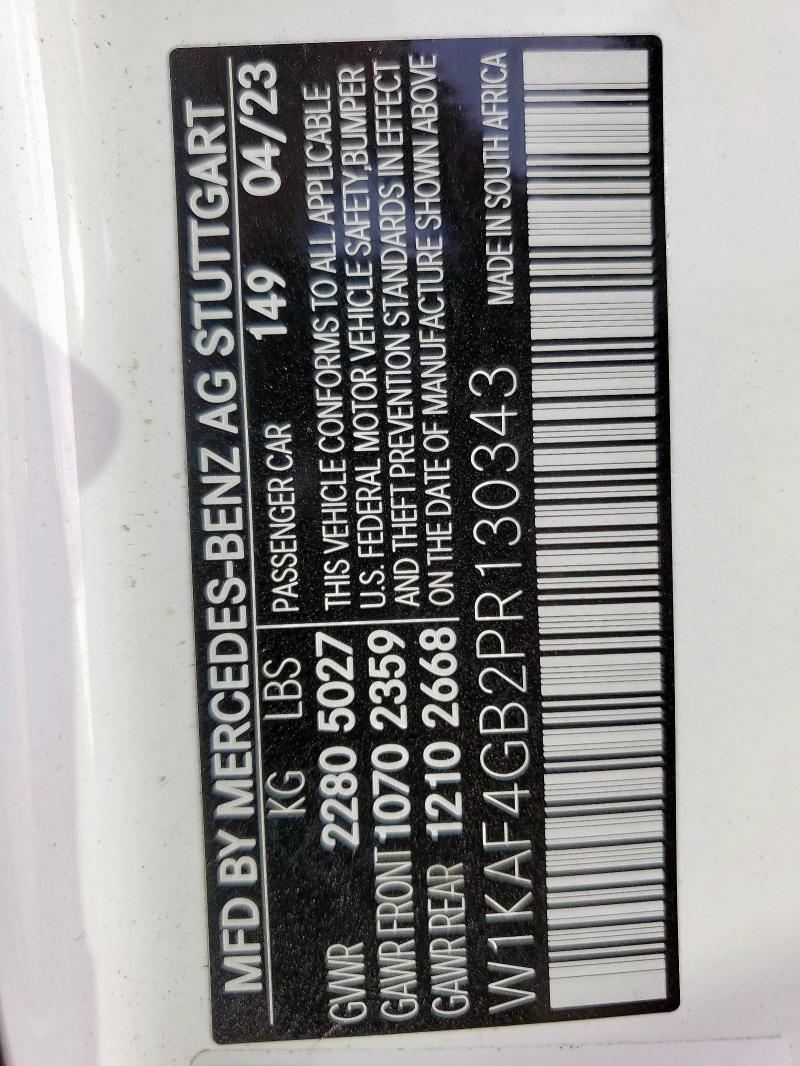 MFD BY MERCEDES-BENZ AG STUTTGART
KG LBS PASSENGER CAR 149 04/23
GVWR 2280 5027 THIS VEHICLE CONFORMS TO ALL APPLICABLE
GAWR FRONT 1070 2359 U.S. FEDERAL MOTOR VEHICLE SAFETY,BUMPER
AND THEFT PREVENTION STANDARDS IN EFFECT
GAWR REAR 1210 2668 ON THE DATE OF MANUFACTURE SHOWN ABOVE
W1KAF4GB2PR130343 MADE IN SOUTH AFRICA